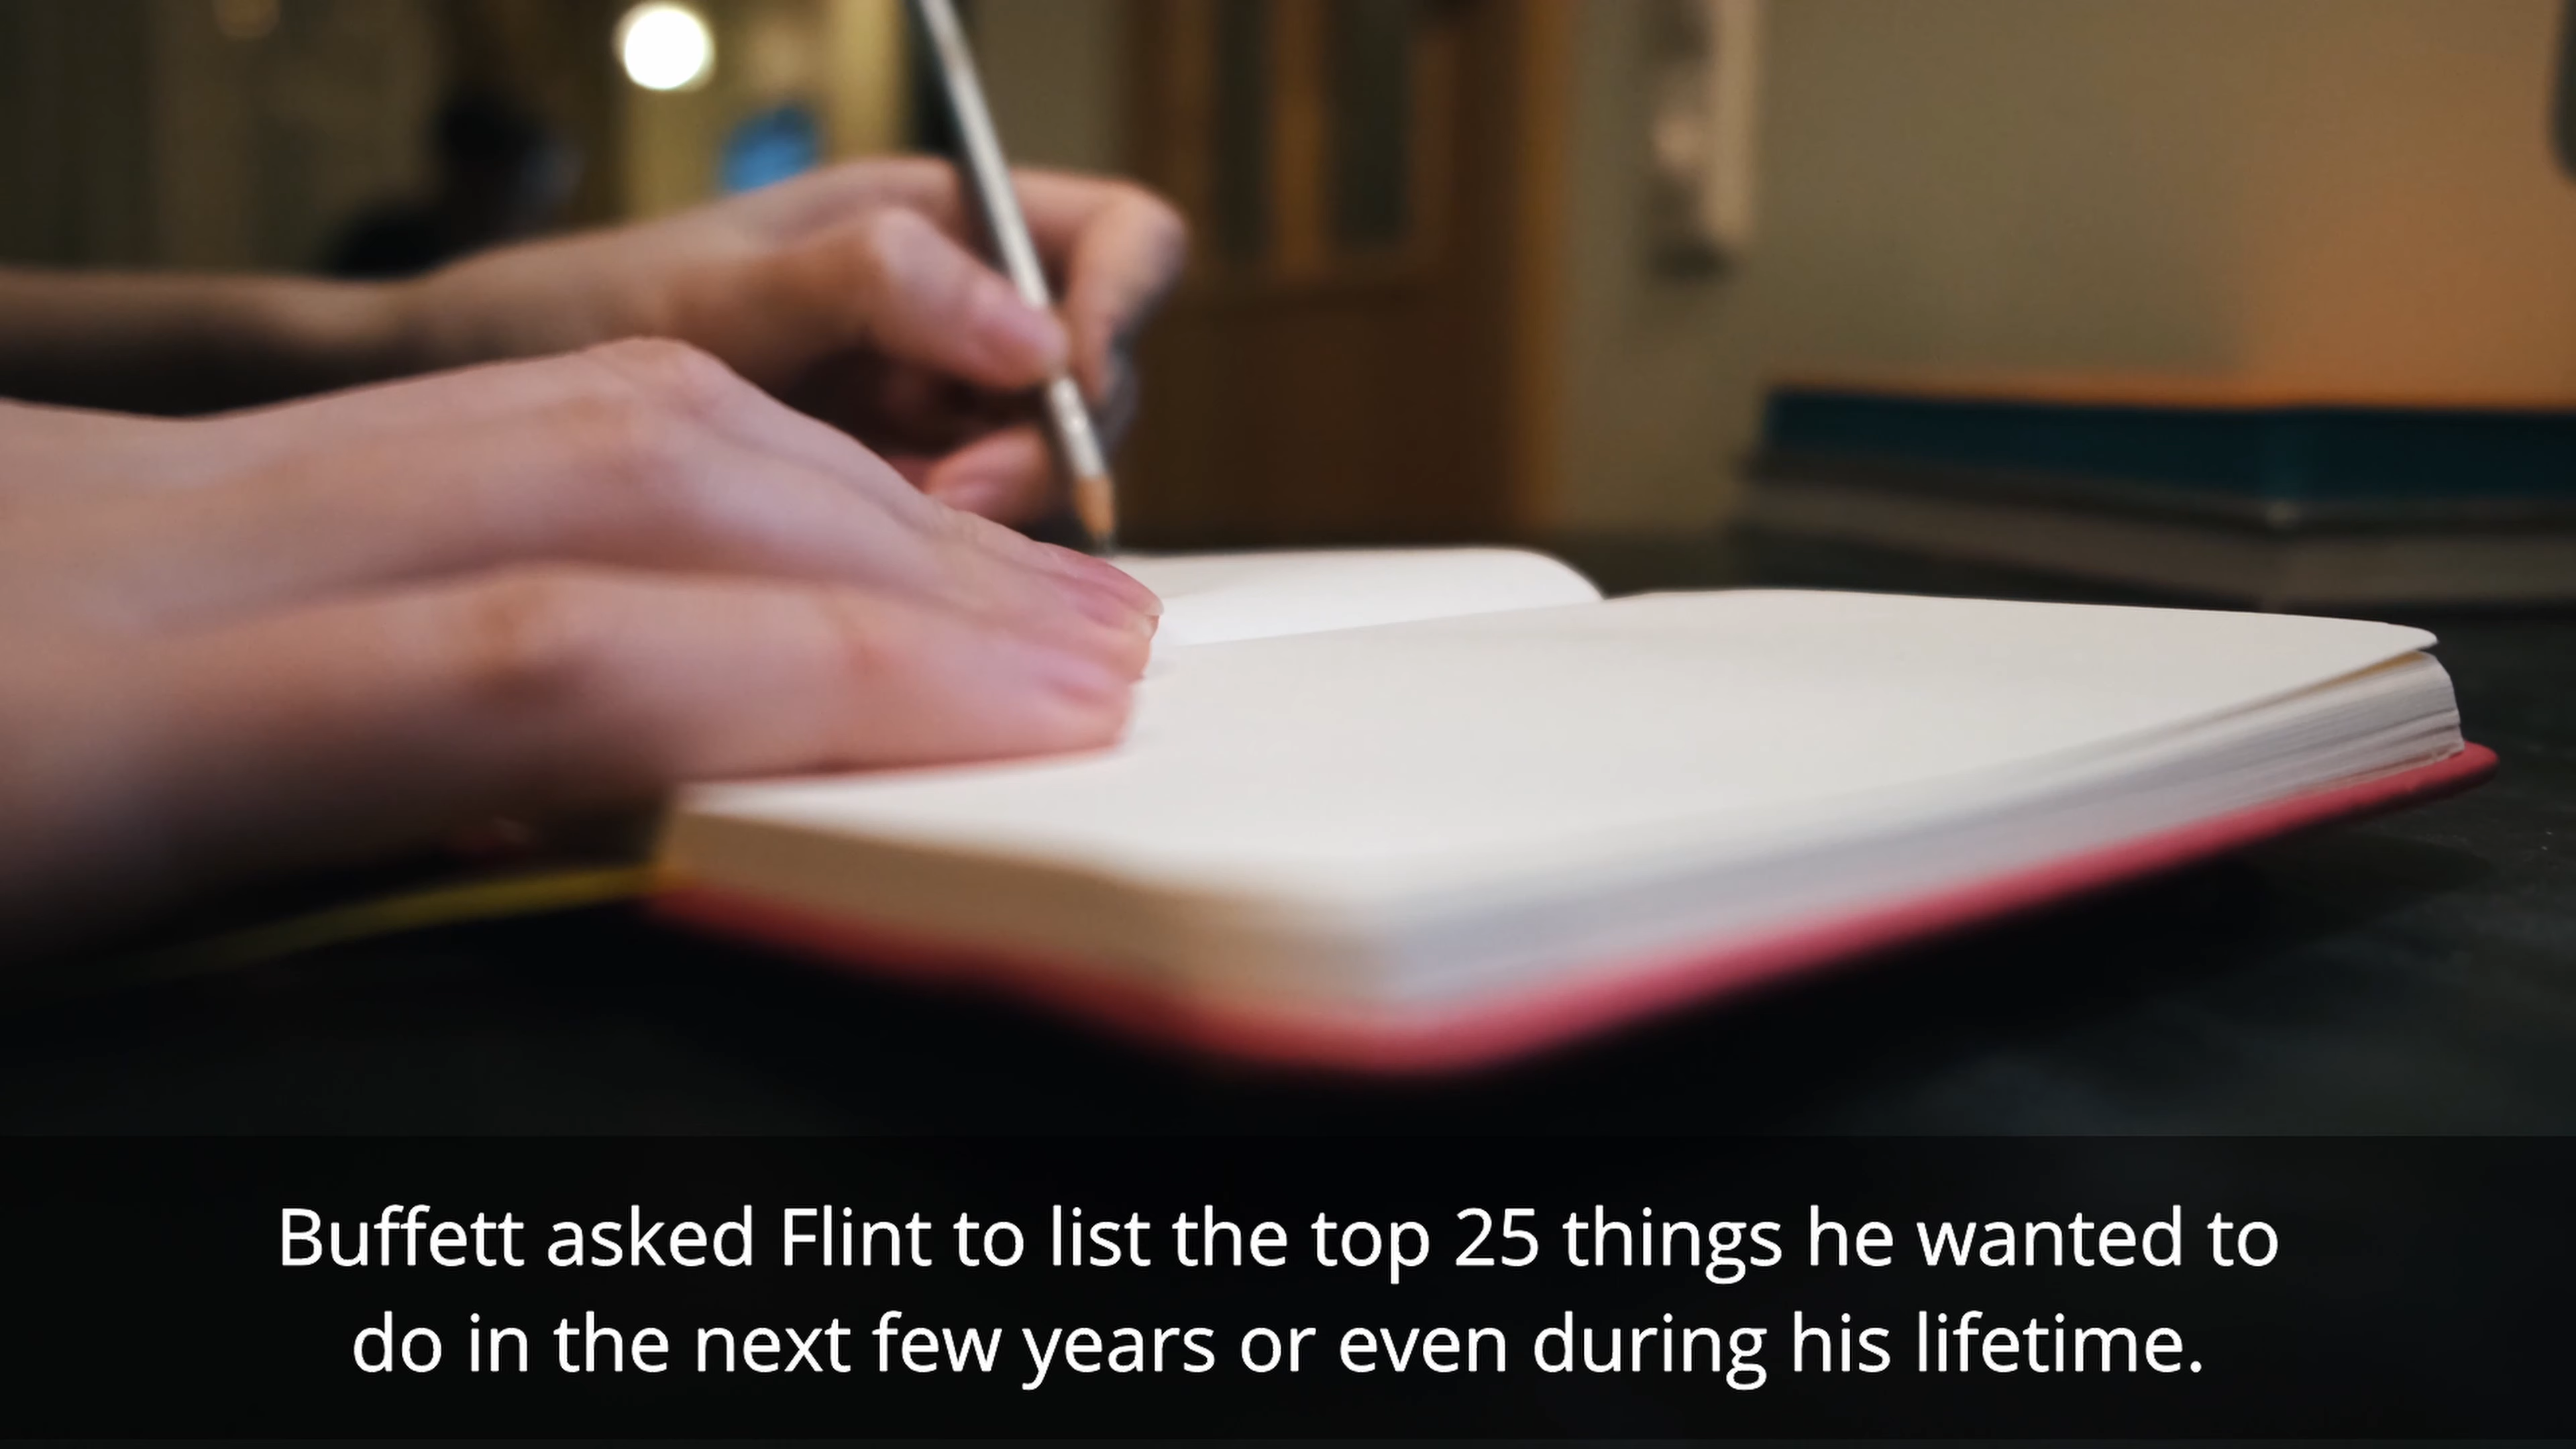 Buffett asked Flint to list the top 25 things he wanted to
do in the next few years or even during his lifetime.